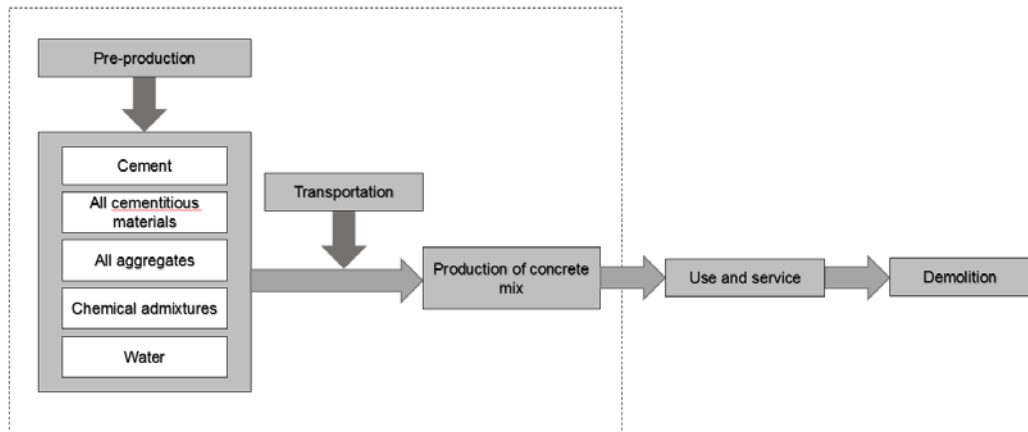 Pre-production
Cement
All cementitious
materials
All aggregates
Chemical admixtures
Water
Transportation
Production of concrete
mix
Use and service
Demolition